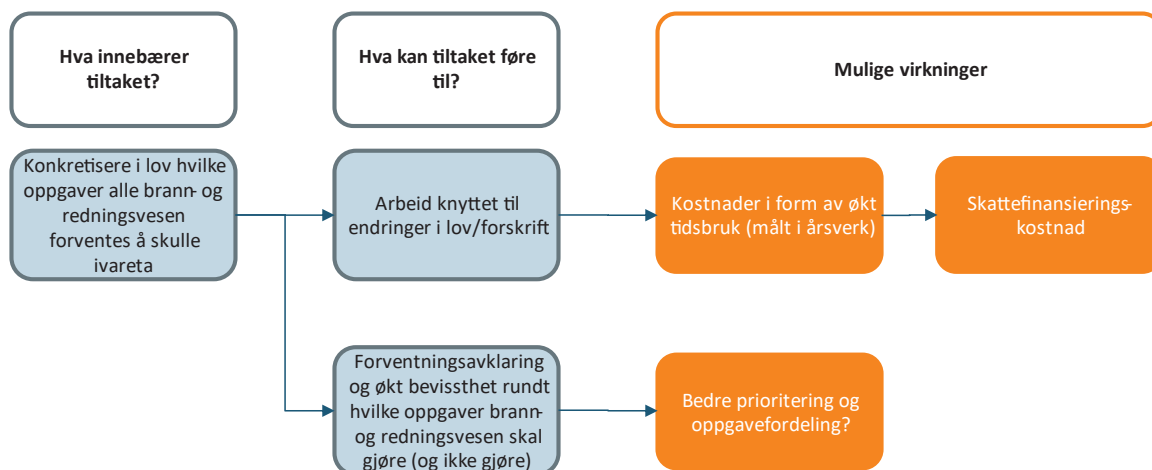 Hva innebærer
tiltaket?
Hva kan tiltaket føre
til?
Mulige virkninger
Konkretisere i lov hvilke
oppgaver alle brann- og
redningsvesen
forventes å skulle
ivareta
Arbeid knyttet til
endringer i lov/forskrift
Kostnader i form av økt
tidsbruk (målt i årsverk)
Skattefinansierings-
kostnad
Forventningsavklaring
og økt bevissthet rundt
hvilke oppgaver brann-
og redningsvesen skal
gjøre (og ikke gjøre)
Bedre prioritering og
oppgavefordeling?